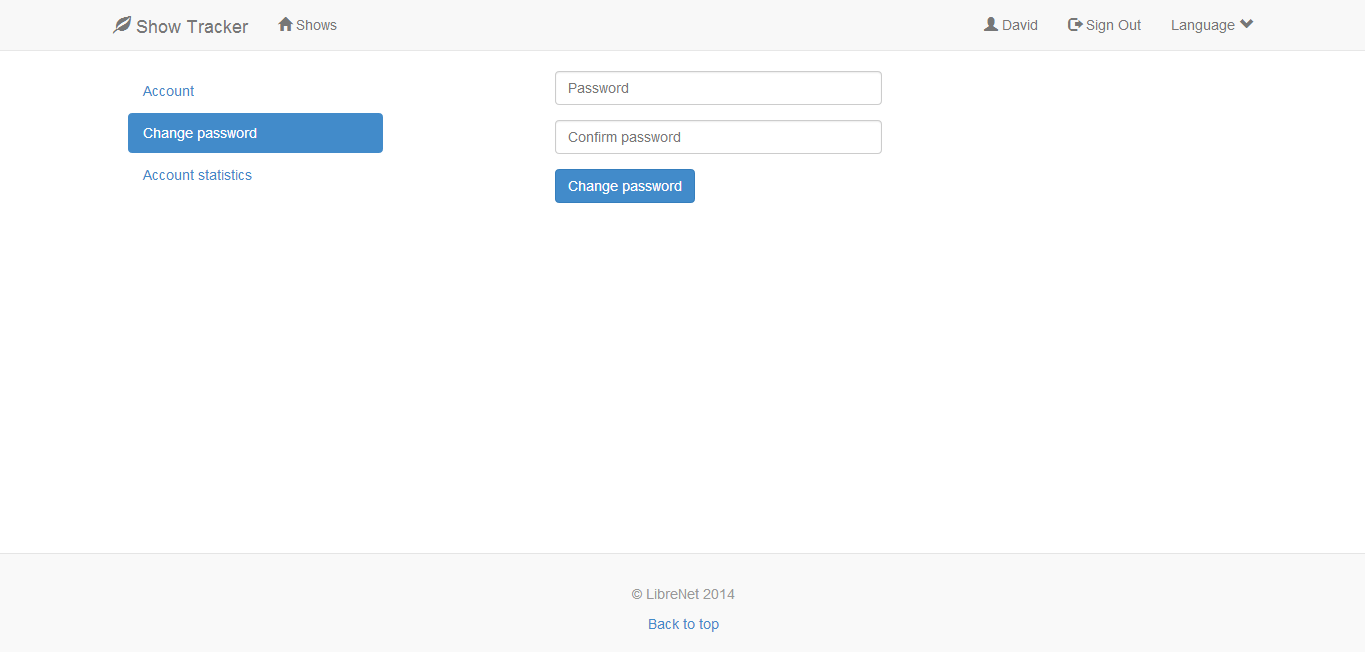 Show Tracker Shows David Sign Out Language
Account
Change password
Account statistics
Password
Confirm password
Change password
© LibreNet 2014
Back to top